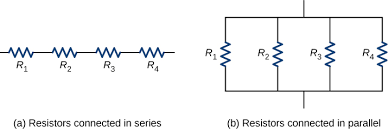 R₁ R₂ R₃ R₄
R₁ R₂ R₃ R₄
(a) Resistors connected in series
(b) Resistors connected in parallel